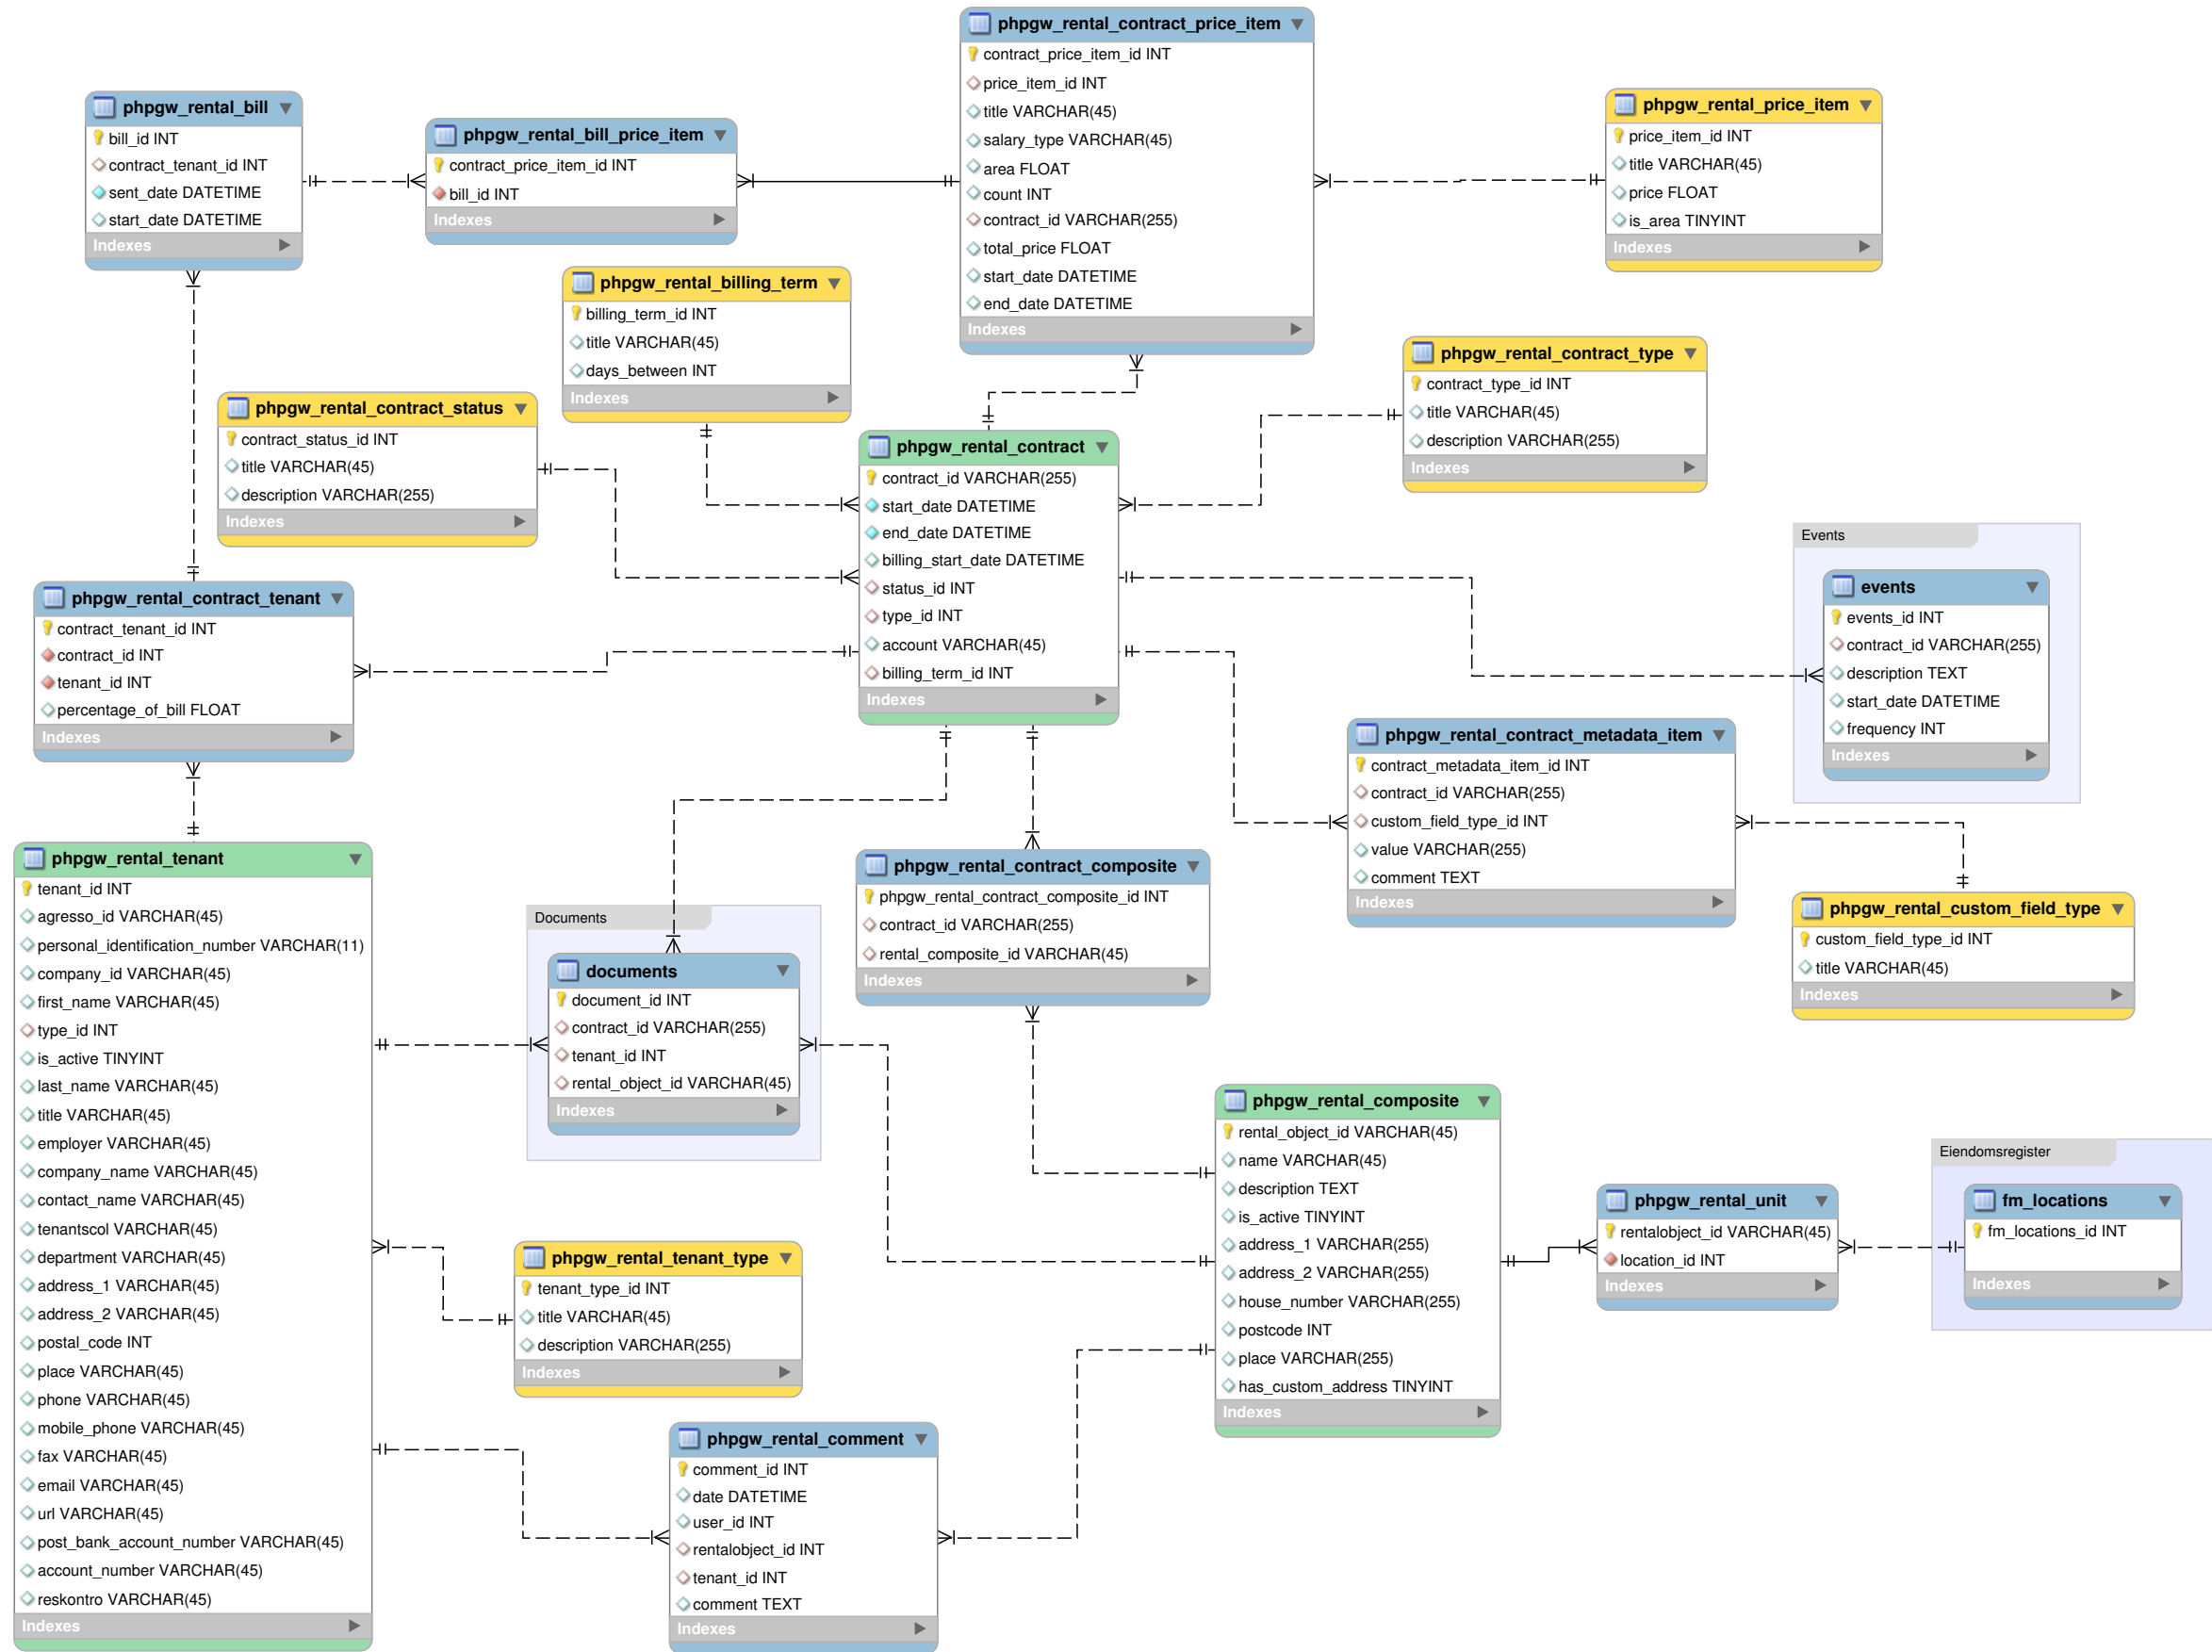 phpgw_rental_contract_price_item
contract_price_item_id INT
price_item_id INT
title VARCHAR(45)
salary_type VARCHAR(45)
area FLOAT
count INT
contract_id VARCHAR(255)
total_price FLOAT
start_date DATETIME
end_date DATETIME
Indexes
phpgw_rental_bill
bill_id INT
contract_tenant_id INT
sent_date DATETIME
start_date DATETIME
Indexes
phpgw_rental_bill_price_item
contract_price_item_id INT
bill_id INT
Indexes
phpgw_rental_price_item
price_item_id INT
title VARCHAR(45)
price FLOAT
is_area TINYINT
Indexes
phpgw_rental_billing_term
billing_term_id INT
title VARCHAR(45)
days_between INT
Indexes
phpgw_rental_contract_type
contract_type_id INT
title VARCHAR(45)
description VARCHAR(255)
Indexes
phpgw_rental_contract_status
contract_status_id INT
title VARCHAR(45)
description VARCHAR(255)
Indexes
phpgw_rental_contract
contract_id VARCHAR(255)
start_date DATETIME
end_date DATETIME
billing_start_date DATETIME
status_id INT
type_id INT
account VARCHAR(45)
billing_term_id INT
Indexes
Events
events
events_id INT
contract_id VARCHAR(255)
description TEXT
start_date DATETIME
frequency INT
Indexes
phpgw_rental_contract_tenant
contract_tenant_id INT
contract_id INT
tenant_id INT
percentage_of_bill FLOAT
Indexes
phpgw_rental_contract_metadata_item
contract_metadata_item_id INT
contract_id VARCHAR(255)
custom_field_type_id INT
value VARCHAR(255)
comment TEXT
Indexes
phpgw_rental_tenant
tenant_id INT
agresso_id VARCHAR(45)
personal_identification_number VARCHAR(11)
company_id VARCHAR(45)
first_name VARCHAR(45)
type_id INT
is_active TINYINT
last_name VARCHAR(45)
title VARCHAR(45)
employer VARCHAR(45)
company_name VARCHAR(45)
contact_name VARCHAR(45)
tenantscol VARCHAR(45)
department VARCHAR(45)
address_1 VARCHAR(45)
address_2 VARCHAR(45)
postal_code INT
place VARCHAR(45)
phone VARCHAR(45)
mobile_phone VARCHAR(45)
fax VARCHAR(45)
email VARCHAR(45)
url VARCHAR(45)
post_bank_account_number VARCHAR(45)
account_number VARCHAR(45)
reskontro VARCHAR(45)
Indexes
phpgw_rental_contract_composite
phpgw_rental_contract_composite_id INT
contract_id VARCHAR(255)
rental_composite_id VARCHAR(45)
Indexes
phpgw_rental_custom_field_type
custom_field_type_id INT
title VARCHAR(45)
Indexes
Documents
documents
document_id INT
contract_id VARCHAR(255)
tenant_id INT
rental_object_id VARCHAR(45)
Indexes
phpgw_rental_composite
rental_object_id VARCHAR(45)
name VARCHAR(45)
description TEXT
is_active TINYINT
address_1 VARCHAR(255)
address_2 VARCHAR(255)
house_number VARCHAR(255)
postcode INT
place VARCHAR(255)
has_custom_address TINYINT
Indexes
phpgw_rental_unit
rentalobject_id VARCHAR(45)
location_id INT
Indexes
Eiendomsregister
fm_locations
fm_locations_id INT
Indexes
phpgw_rental_tenant_type
tenant_type_id INT
title VARCHAR(45)
description VARCHAR(255)
Indexes
phpgw_rental_comment
comment_id INT
date DATETIME
user_id INT
rentalobject_id INT
tenant_id INT
comment TEXT
Indexes